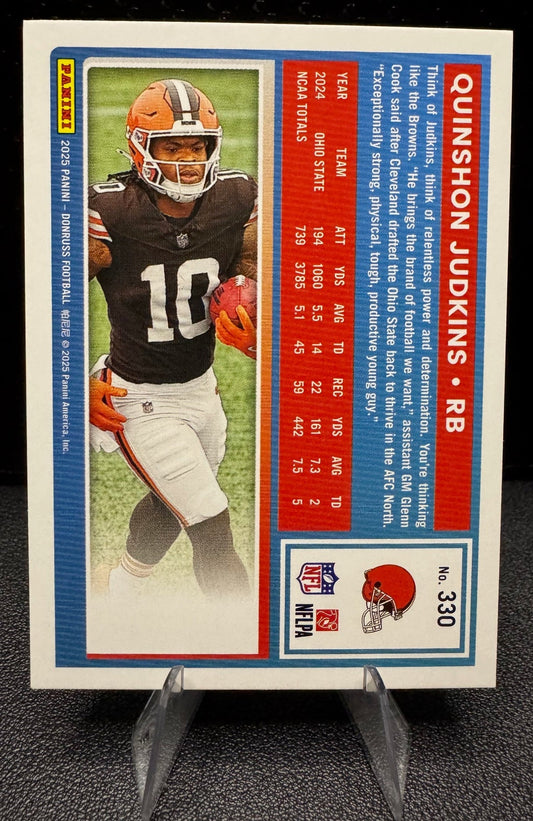 QUINSHON JUDKINS • RB
Think of Judkins, think of relentless power and determination. You're thinking
like the Browns. "He brings the brand of football we want," assistant GM Glenn
Cook said after Cleveland drafted the Ohio State back to thrive in the AFC North.
"Exceptionally strong, physical, tough, productive young guy."
YEAR TEAM ATT YDS AVG TD REC YDS AVG TD
2024 OHIO STATE 194 1060 5.5 14 22 161 7.3 2
NCAA TOTALS 739 3785 5.1 45 59 442 7.5 5
No. 330
NFL
NFLPA
10
10
PANINI
2025 PANINI – DONRUSS FOOTBALL 帕尼尼 © 2025 Panini America, Inc.